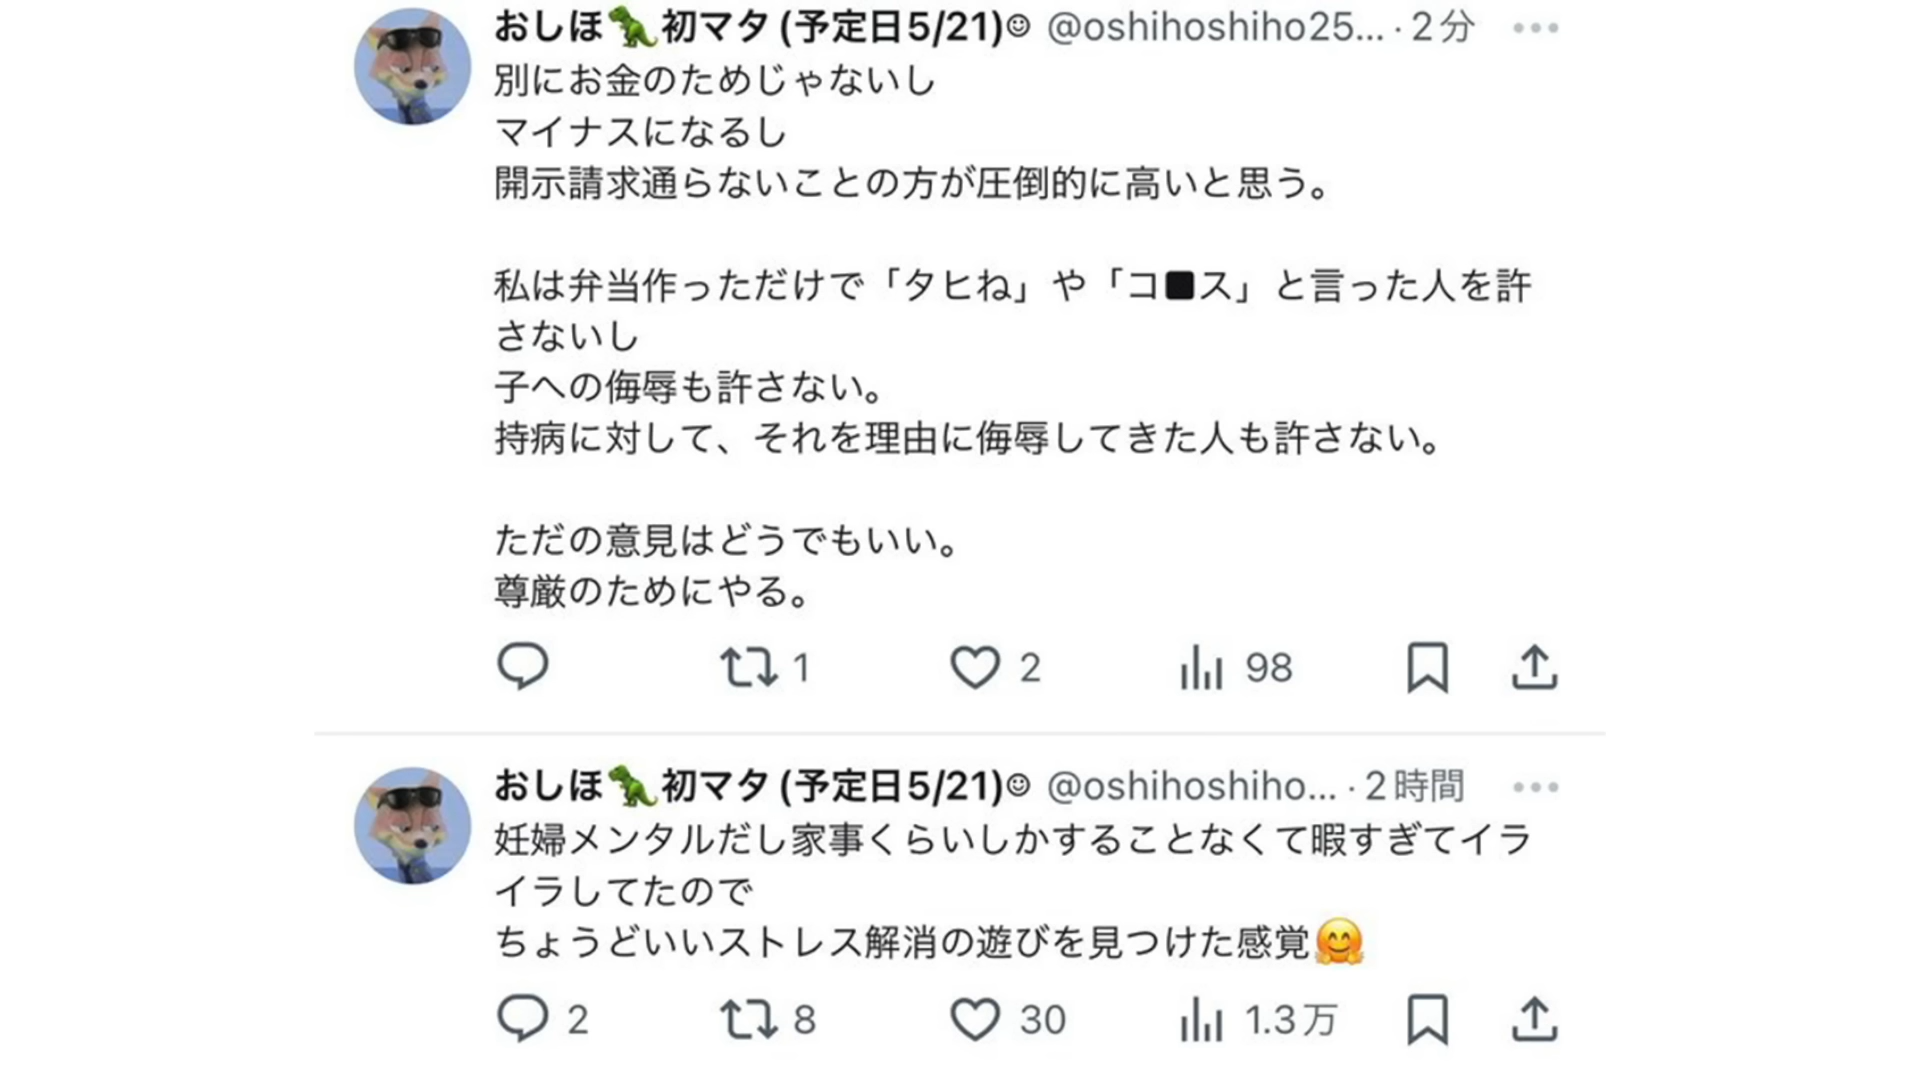 おしほ🦖初マタ (予定日5/21)☺ @oshihoshiho25... · 2分
別にお金のためじゃないし
マイナスになるし
開示請求通らないことの方が圧倒的に高いと思う。
私は弁当作っただけで「タヒね」や「コ■ス」と言った人を許
さないし
子への侮辱も許さない。
持病に対して、それを理由に侮辱してきた人も許さない。
ただの意見はどうでもいい。
尊厳のためにやる。
1 2 98
おしほ🦖初マタ (予定日5/21)☺ @oshihoshiho... · 2時間
妊婦メンタルだし家事くらいしかすることなくて暇すぎてイラ
イラしてたので
ちょうどいいストレス解消の遊びを見つけた感覚🤗
2 8 30 1.3万